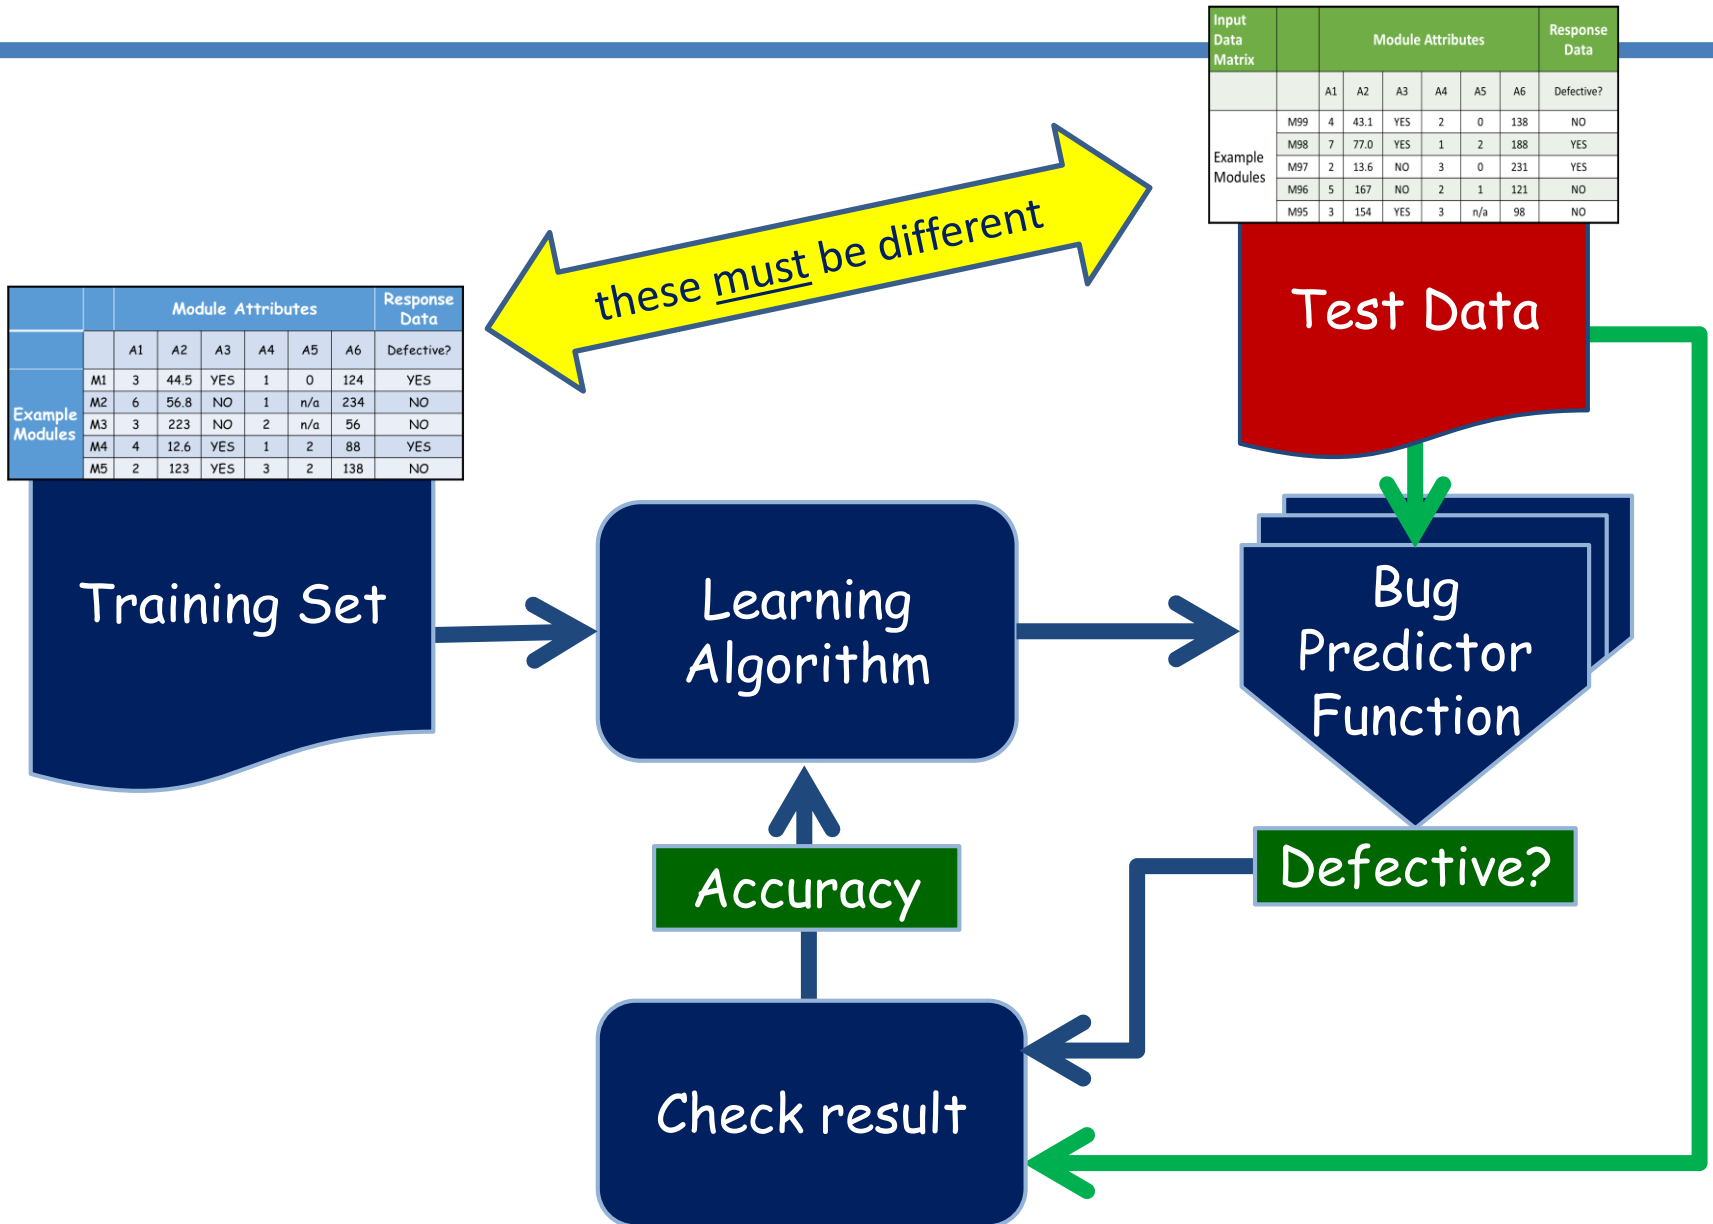 Input
Data
Matrix
Module Attributes
Response
Data
A1 A2 A3 A4 A5 A6 Defective?
Example
Modules
M99 4 43.1 YES 2 0 138 NO
M98 7 77.0 YES 1 2 188 YES
M97 2 13.6 NO 3 0 231 YES
M96 5 167 NO 2 1 121 NO
M95 3 154 YES 3 n/a 98 NO
these must be different
Test Data
Module Attributes
Response
Data
A1 A2 A3 A4 A5 A6 Defective?
Example
Modules
M1 3 44.5 YES 1 0 124 YES
M2 6 56.8 NO 1 n/a 234 NO
M3 3 223 NO 2 n/a 56 NO
M4 4 12.6 YES 1 2 88 YES
M5 2 123 YES 3 2 138 NO
Training Set
Learning
Algorithm
Bug
Predictor
Function
Defective?
Accuracy
Check result